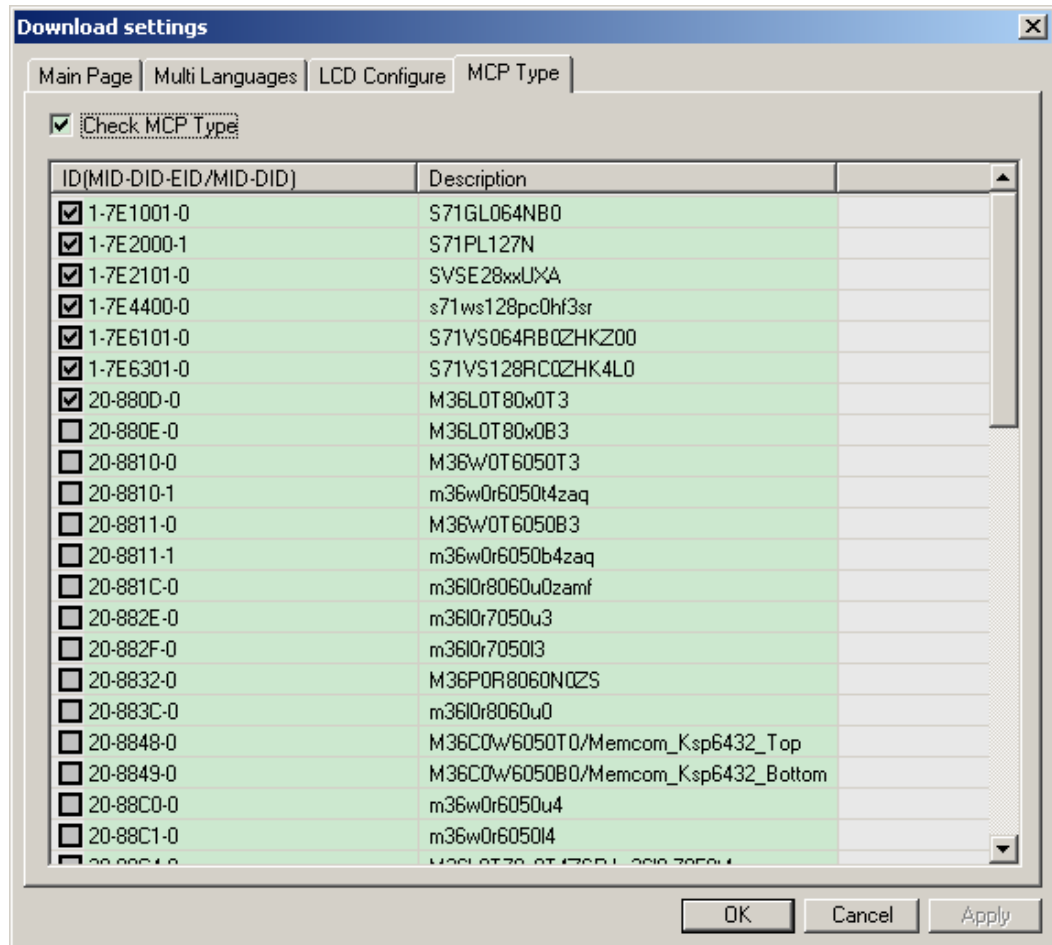 Download settings
Main Page Multi Languages LCD Configure MCP Type
Check MCP Type
ID(MID-DID-EID/MID-DID) Description
1-7E1001-0 S71GL064NB0
1-7E2000-1 S71PL127N
1-7E2101-0 SVSE28xxUXA
1-7E4400-0 s71ws128pc0hf3sr
1-7E6101-0 S71VS064RB0ZHKZ00
1-7E6301-0 S71VS128RC0ZHK4L0
20-880D-0 M36L0T80x0T3
20-880E-0 M36L0T80x0B3
20-8810-0 M36W0T6050T3
20-8810-1 m36w0r6050t4zaq
20-8811-0 M36W0T6050B3
20-8811-1 m36w0r6050b4zaq
20-881C-0 m36l0r8060u0zamf
20-882E-0 m36l0r7050u3
20-882F-0 m36l0r7050l3
20-8832-0 M36P0R8060N0ZS
20-883C-0 m36l0r8060u0
20-8848-0 M36C0W6050T0/Memcom_Ksp6432_Top
20-8849-0 M36C0W6050B0/Memcom_Ksp6432_Bottom
20-88C0-0 m36w0r6050u4
20-88C1-0 m36w0r6050l4
OK Cancel Apply